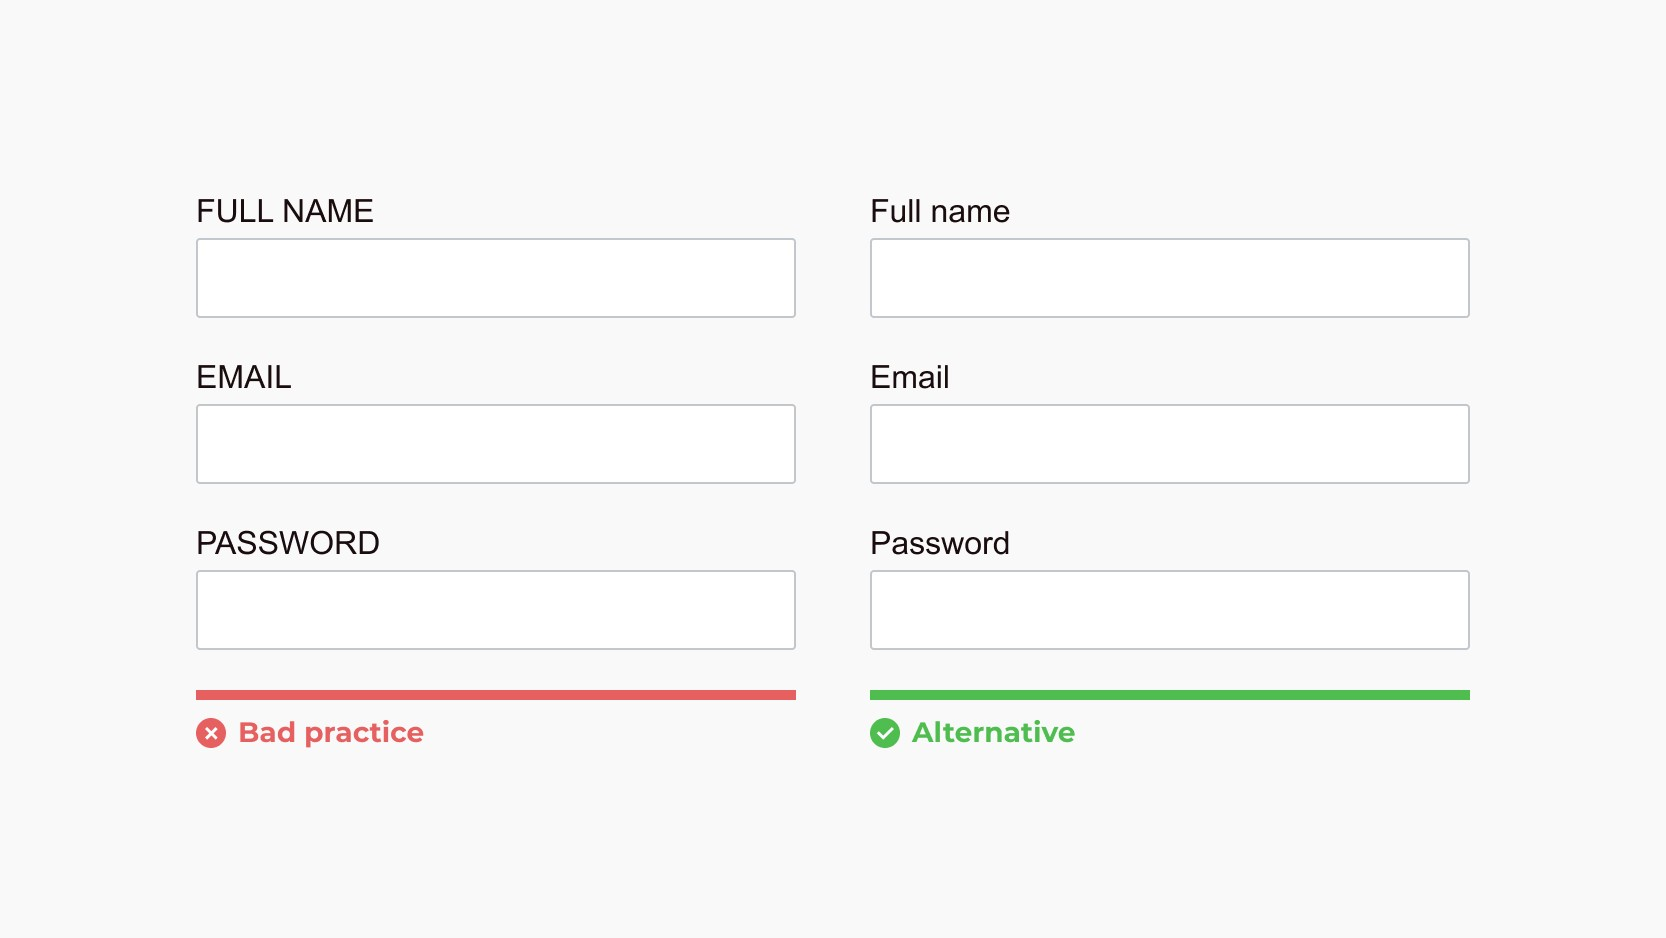 FULL NAME
EMAIL
PASSWORD
Bad practice
Full name
Email
Password
Alternative